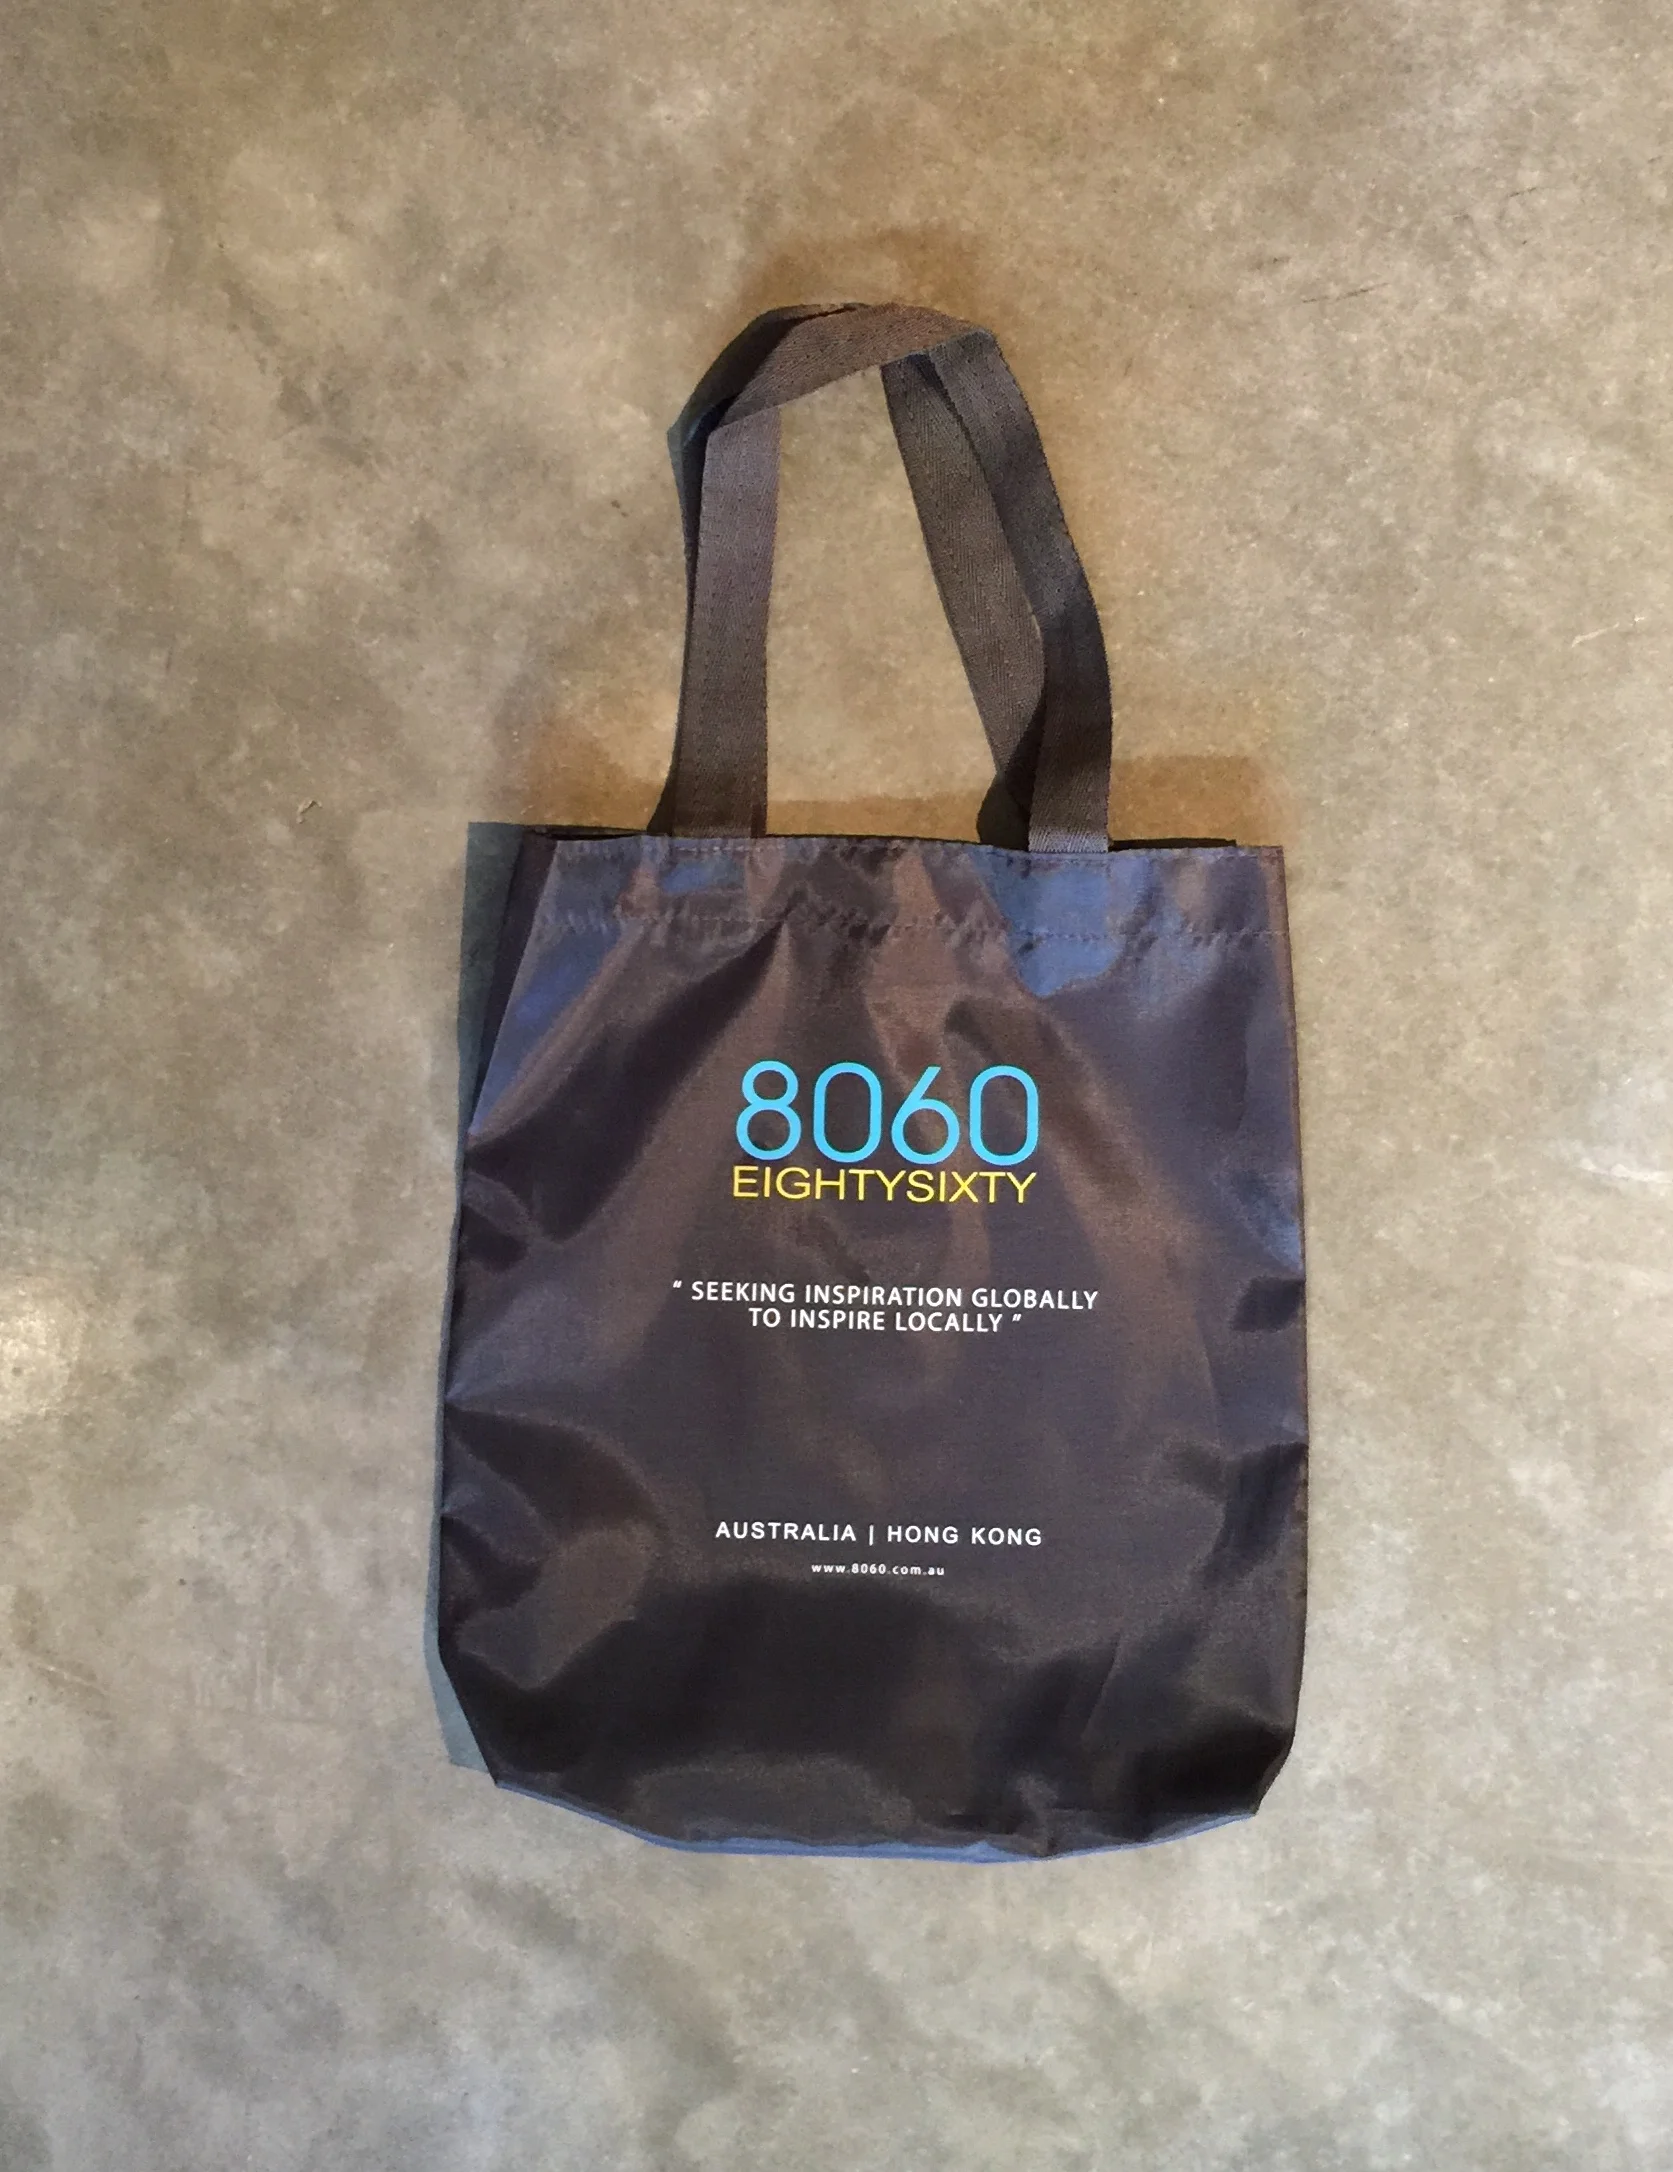 8060
EIGHTYSIXTY
" SEEKING INSPIRATION GLOBALLY
TO INSPIRE LOCALLY "
AUSTRALIA | HONG KONG
www.8060.com.au